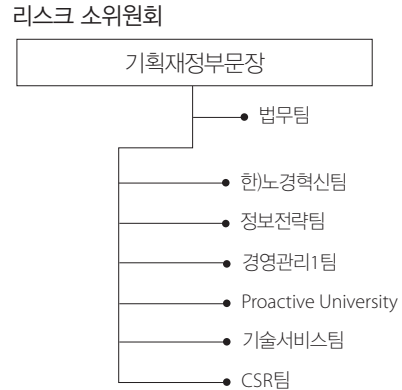 리스크 소위원회
기획재정부문장
법무팀
한)노경혁신팀
정보전략팀
경영관리1팀
Proactive University
기술서비스팀
CSR팀